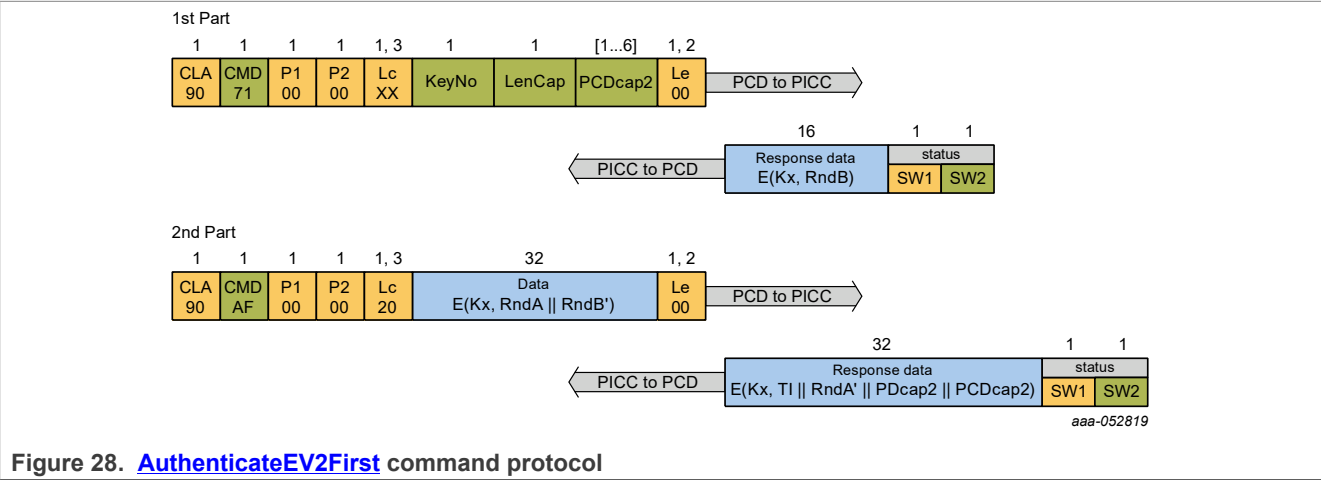 1st Part
1 1 1 1 1, 3 1 1 [1...6] 1, 2
CLA CMD P1 P2 Lc KeyNo LenCap PCDcap2 Le
90 71 00 00 XX 00
PCD to PICC
16 1 1
PICC to PCD
Response data status
E(Kx, RndB) SW1 SW2
2nd Part
1 1 1 1 1, 3 32 1, 2
CLA CMD P1 P2 Lc Data Le
90 AF 00 00 20 E(Kx, RndA || RndB') 00
PCD to PICC
32 1 1
PICC to PCD
Response data status
E(Kx, TI || RndA' || PDcap2 || PCDcap2) SW1 SW2
aaa-052819
Figure 28. AuthenticateEV2First command protocol